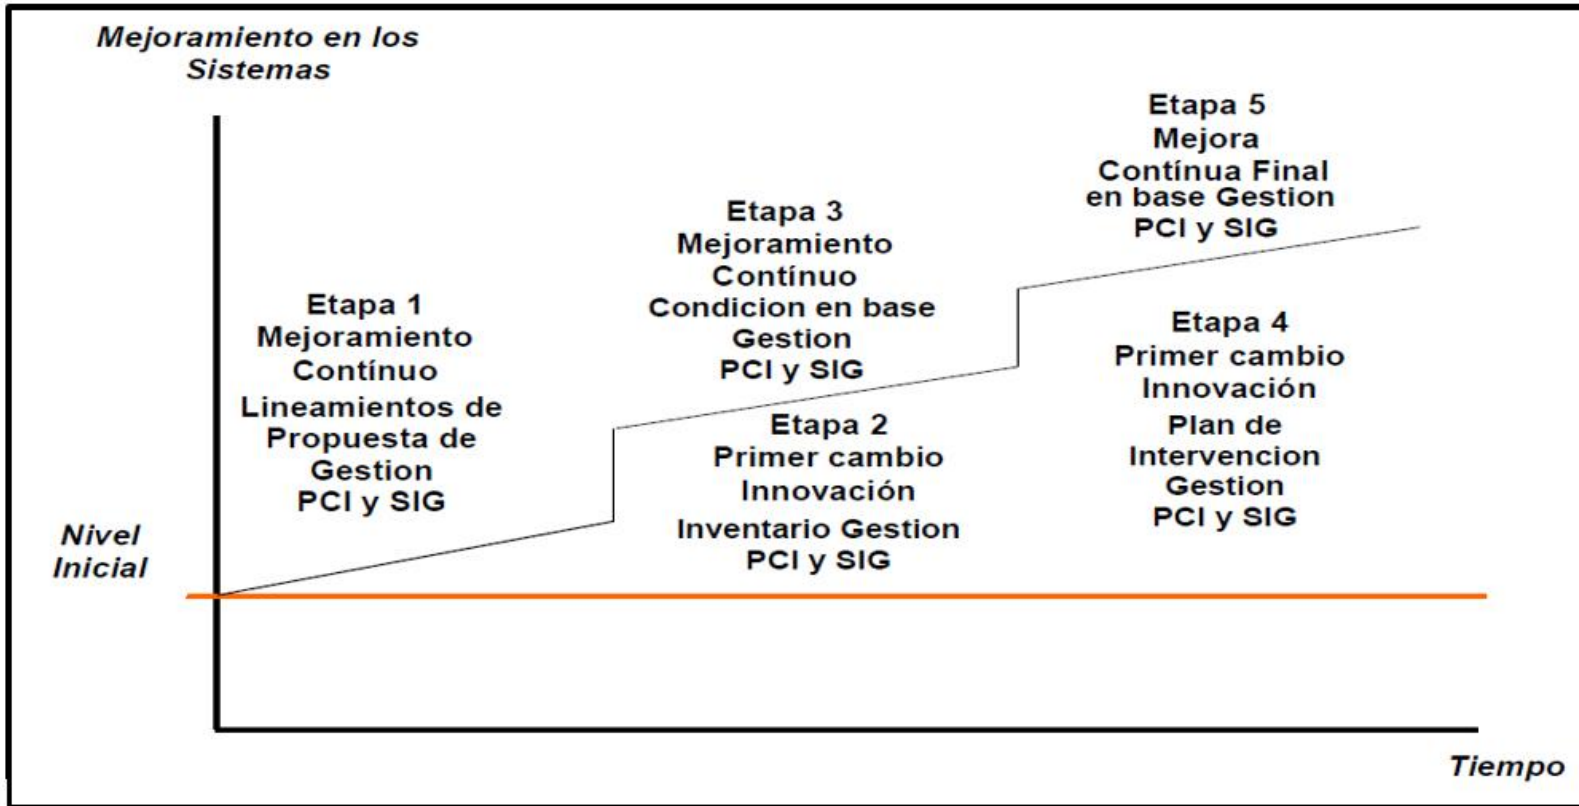 Mejoramiento en los
Sistemas
Etapa 5
Mejora
Contínua Final
en base Gestion
PCI y SIG
Etapa 3
Mejoramiento
Contínuo
Condicion en base
Gestion
PCI y SIG
Etapa 1
Mejoramiento
Contínuo
Lineamientos de
Propuesta de
Gestion
PCI y SIG
Etapa 4
Primer cambio
Innovación
Plan de
Intervencion
Gestion
PCI y SIG
Etapa 2
Primer cambio
Innovación
Inventario Gestion
PCI y SIG
Nivel
Inicial
Tiempo